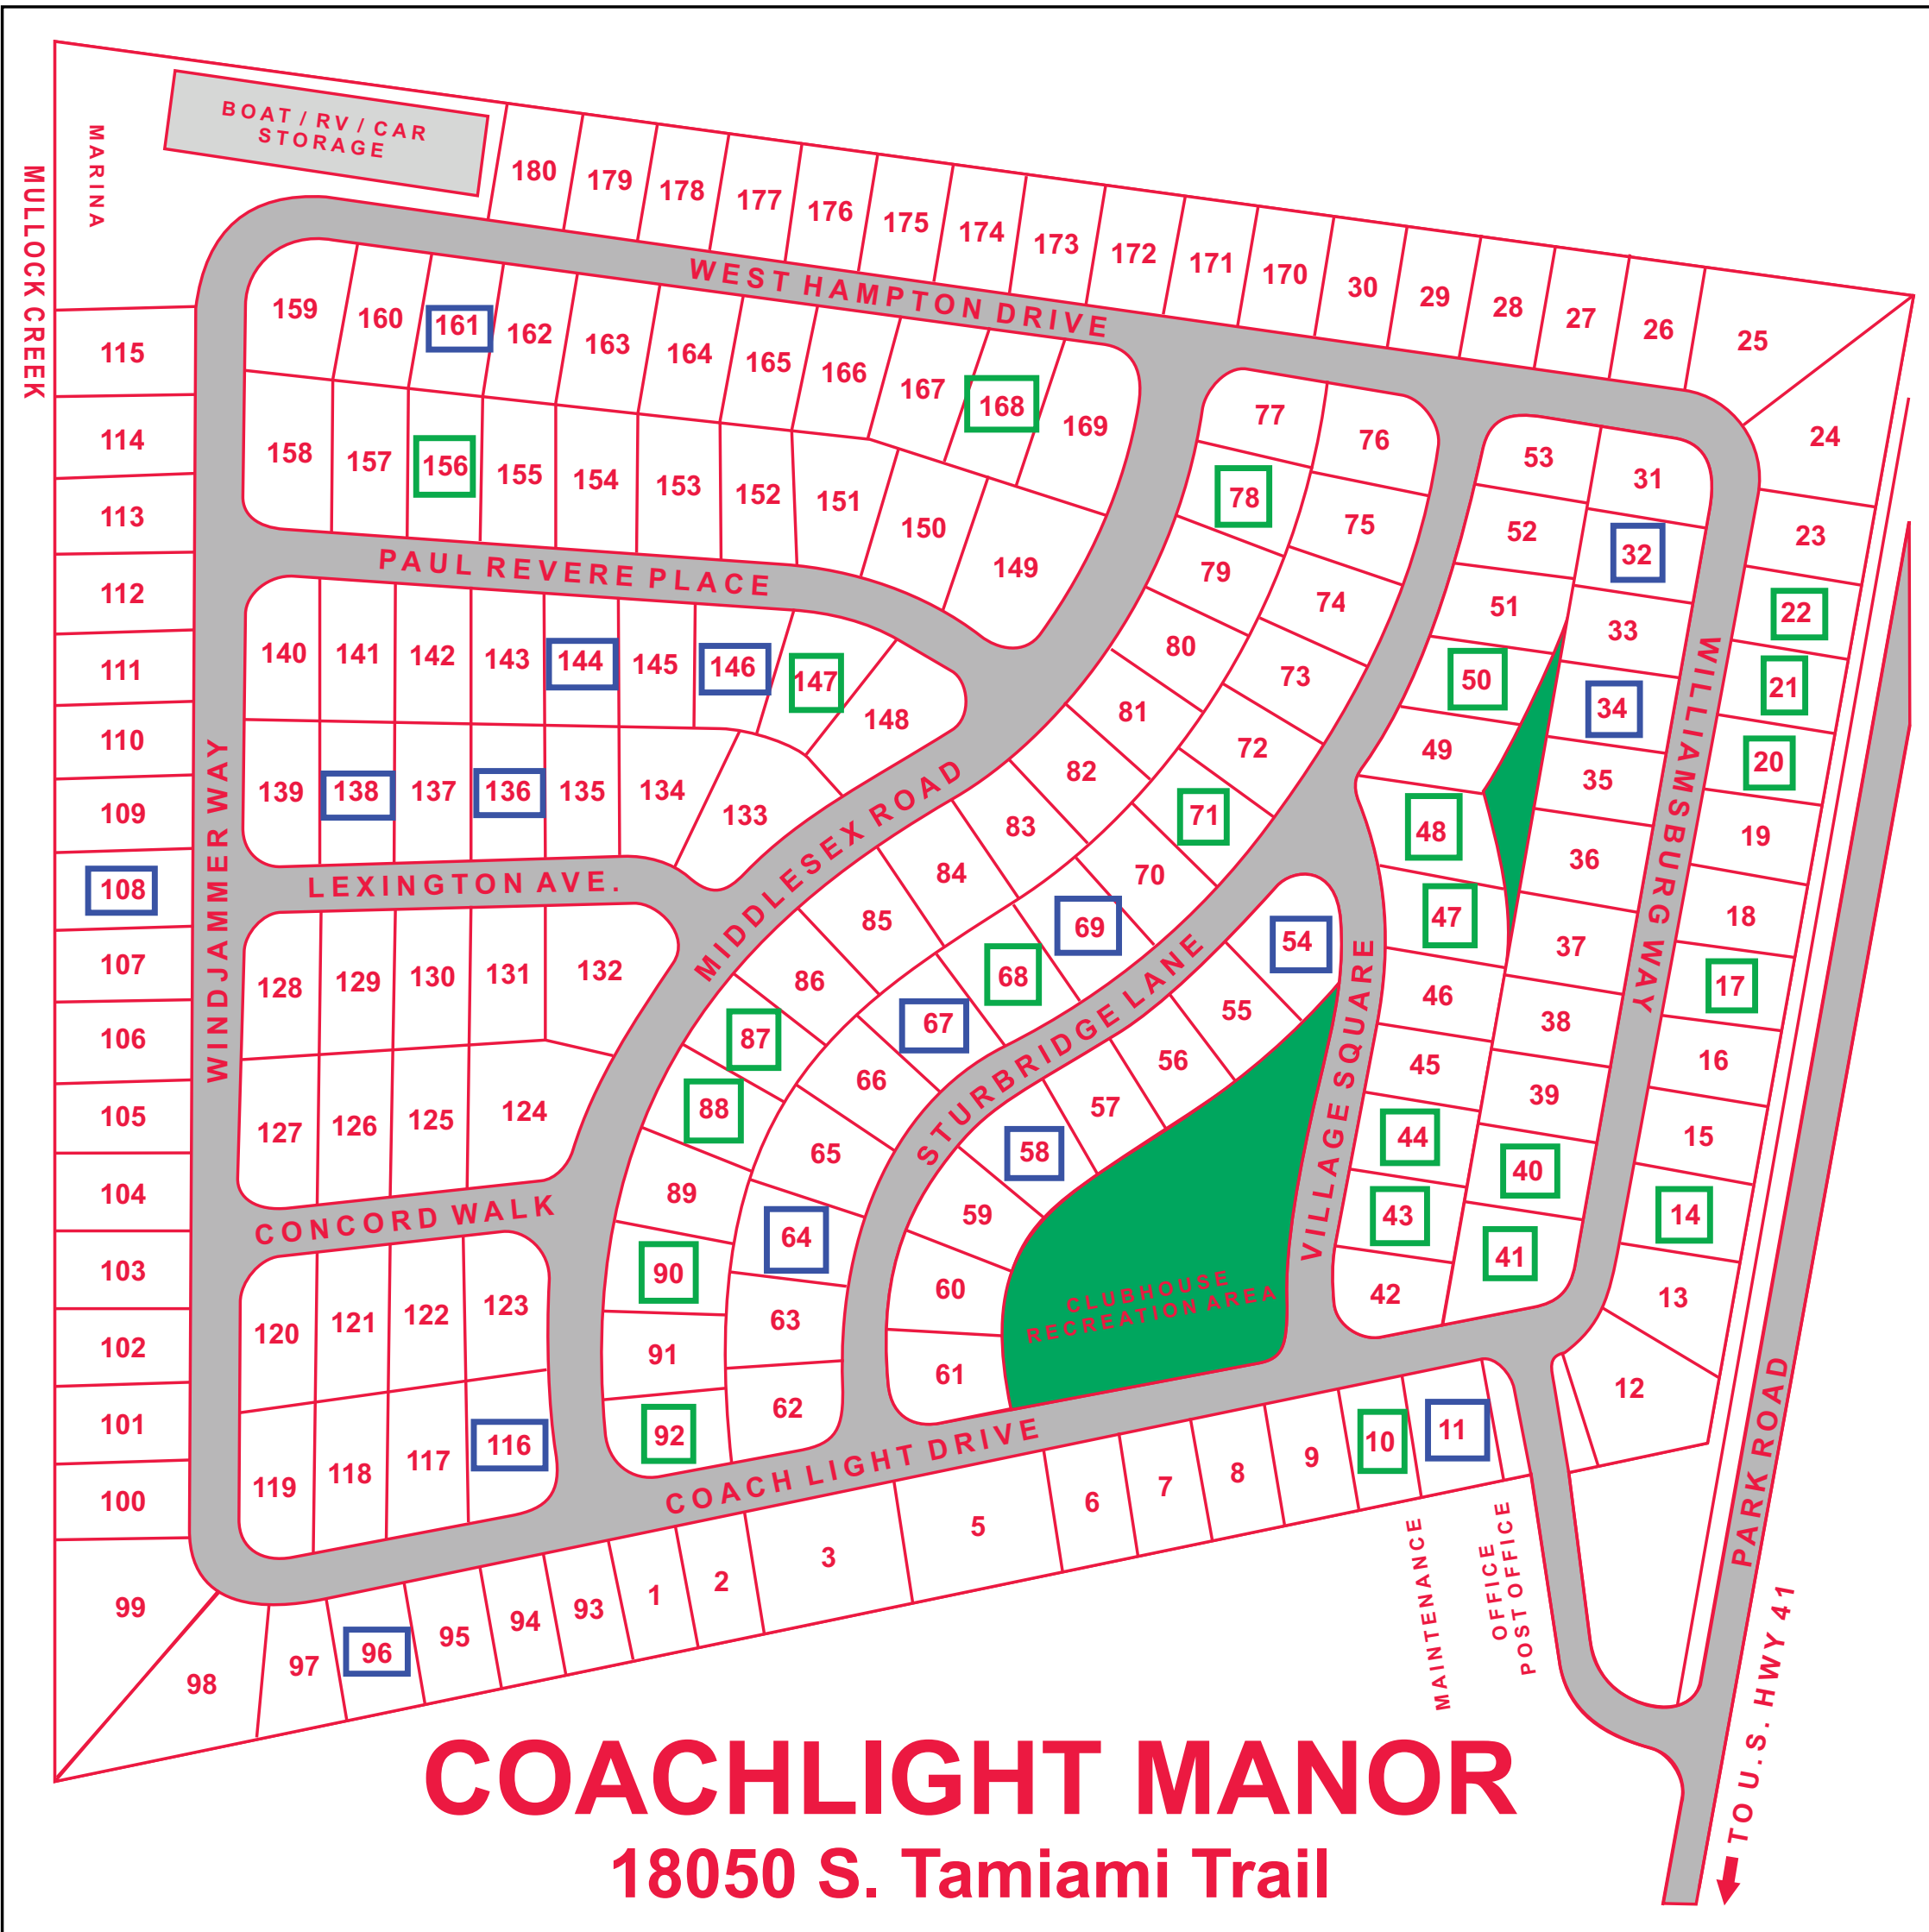 BOAT / RV / CAR
STORAGE
MARINA
MULLOCK CREEK
180 179 178 177 176 175 174 173 172 171 170 30 29 28 27 26 25
24
WEST HAMPTON DRIVE
159 160 161 162 163 164 165 166 167 168 169
158 157 156 155 154 153 152 151 150 149
PAUL REVERE PLACE
140 141 142 143 144 145 146 147 148
139 138 137 136 135 134 133
LEXINGTON AVE.
128 129 130 131 132
127 126 125 124
CONCORD WALK
120 121 122 123
119 118 117 116
WINDJAMMER WAY
115
114
113
112
111
110
109
108
107
106
105
104
103
102
101
100
99
98 97 96 95 94 93 1 2 3 5 6 7 8 9 10 11
MIDDLESEX ROAD
77 76
78 75
79 74
80 73
81 72
82 71
83 70
84 69
85 68
86 67
87 66
88 65
89 64
90 63
91 62
92
STURBRIDGE LANE
54
55
56
57
58
59
60
61
CLUBHOUSE
RECREATION AREA
VILLAGE SQUARE
53 31
52 32
51 33
50 34
49 35
48 36
47 37
46 38
45 39
44 40
43 41
42
WILLIAMSBURG WAY
23
22
21
20
19
18
17
16
15
14
13
12
COACH LIGHT DRIVE
MAINTENANCE
OFFICE
POST OFFICE
PARK ROAD
TO U.S. HWY 41
COACHLIGHT MANOR
18050 S. Tamiami Trail